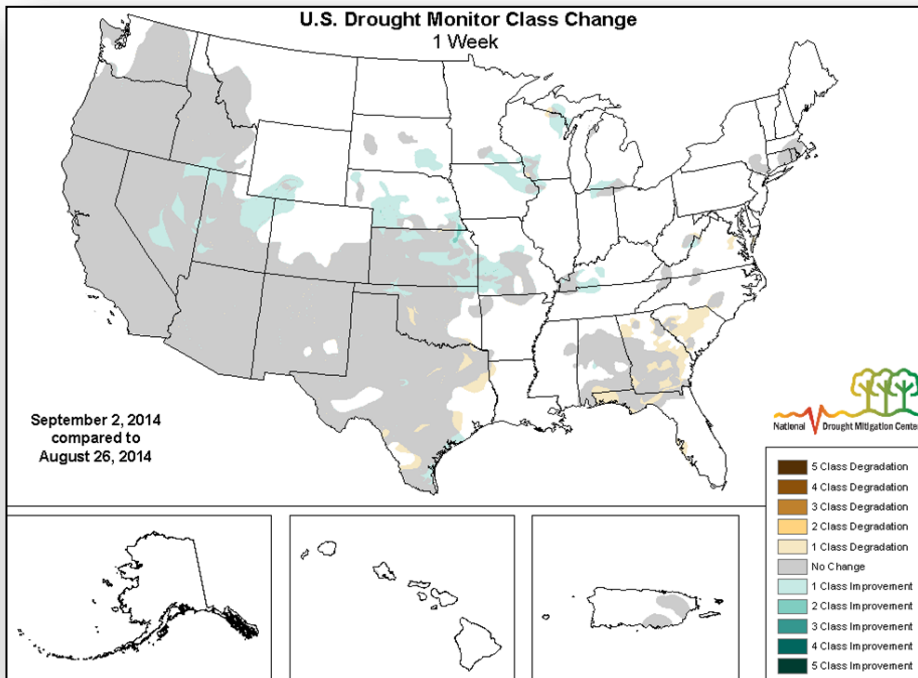 U.S. Drought Monitor Class Change
1 Week
September 2, 2014
compared to
August 26, 2014
National Drought Mitigation Center
5 Class Degradation
4 Class Degradation
3 Class Degradation
2 Class Degradation
1 Class Degradation
No Change
1 Class Improvement
2 Class Improvement
3 Class Improvement
4 Class Improvement
5 Class Improvement